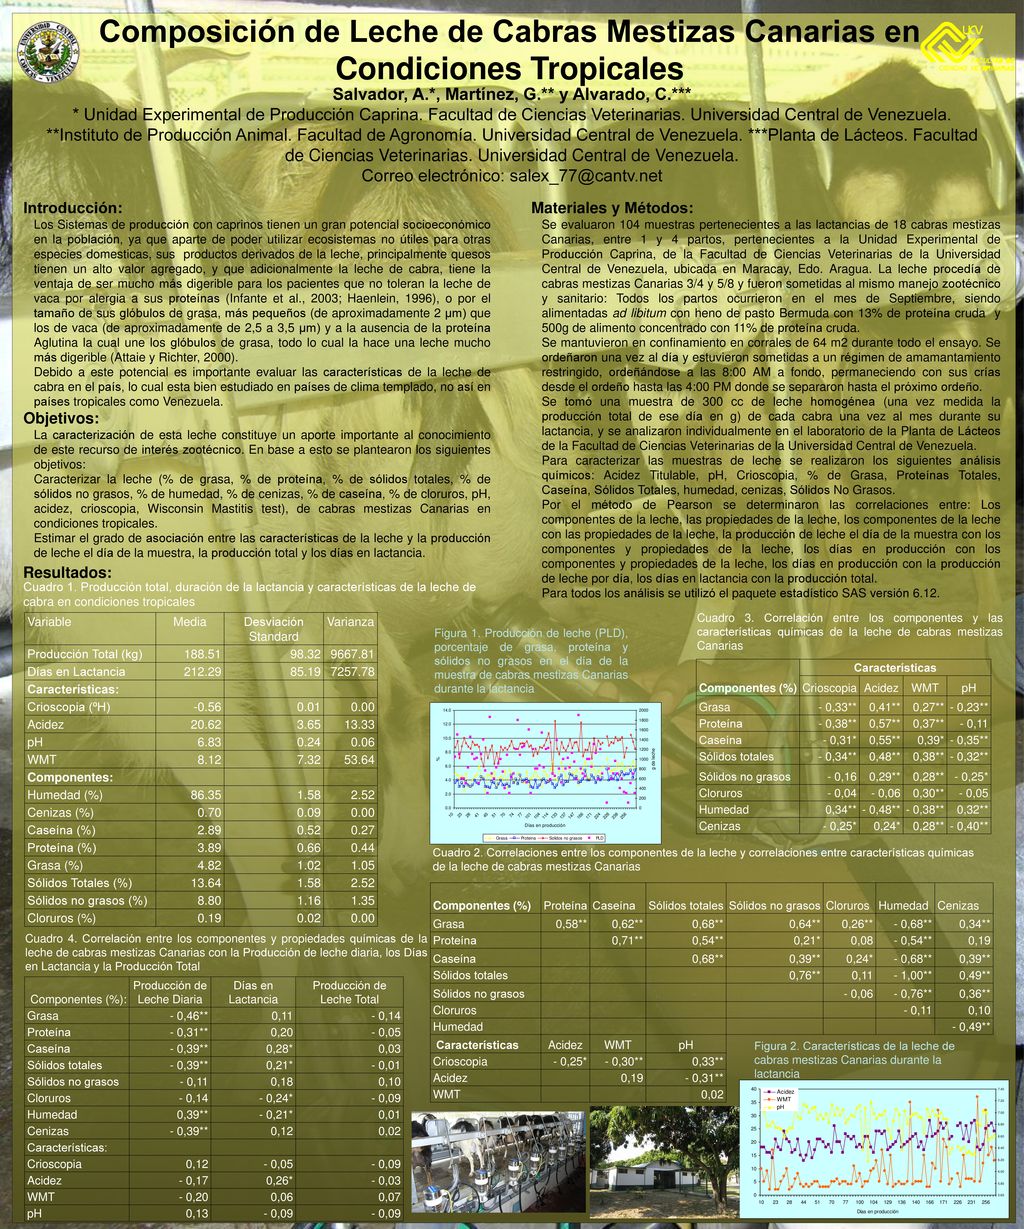 Composición de Leche de Cabras Mestizas Canarias en
Condiciones Tropicales
Salvador, A.*, Martínez, G.** y Alvarado, C.***
* Unidad Experimental de Producción Caprina. Facultad de Ciencias Veterinarias. Universidad Central de Venezuela.
**Instituto de Producción Animal. Facultad de Agronomía. Universidad Central de Venezuela. ***Planta de Lácteos. Facultad
de Ciencias Veterinarias. Universidad Central de Venezuela.
Correo electrónico: salex_77@cantv.net
Introducción:
Los Sistemas de producción con caprinos tienen un gran potencial socioeconómico
en la población, ya que aparte de poder utilizar ecosistemas no útiles para otras
especies domesticas, sus productos derivados de la leche, principalmente quesos
tienen un alto valor agregado, y que adicionalmente la leche de cabra, tiene la
ventaja de ser mucho más digerible para los pacientes que no toleran la leche de
vaca por alergia a sus proteínas (Infante et al., 2003; Haenlein, 1996), o por el
tamaño de sus glóbulos de grasa, más pequeños (de aproximadamente 2 µm) que
los de vaca (de aproximadamente de 2,5 a 3,5 µm) y a la ausencia de la proteína
Aglutina la cual une los glóbulos de grasa, todo lo cual la hace una leche mucho
más digerible (Attaie y Richter, 2000).
Debido a este potencial es importante evaluar las características de la leche de
cabra en el país, lo cual esta bien estudiado en países de clima templado, no así en
países tropicales como Venezuela.
Objetivos:
La caracterización de esta leche constituye un aporte importante al conocimiento
de este recurso de interés zootécnico. En base a esto se plantearon los siguientes
objetivos:
Caracterizar la leche (% de grasa, % de proteína, % de sólidos totales, % de
sólidos no grasos, % de humedad, % de cenizas, % de caseína, % de cloruros, pH,
acidez, crioscopia, Wisconsin Mastitis test), de cabras mestizas Canarias en
condiciones tropicales.
Estimar el grado de asociación entre las características de la leche y la producción
de leche el día de la muestra, la producción total y los días en lactancia.
Materiales y Métodos:
Se evaluaron 104 muestras pertenecientes a las lactancias de 18 cabras mestizas
Canarias, entre 1 y 4 partos, pertenecientes a la Unidad Experimental de
Producción Caprina, de la Facultad de Ciencias Veterinarias de la Universidad
Central de Venezuela, ubicada en Maracay, Edo. Aragua. La leche procedía de
cabras mestizas Canarias 3/4 y 5/8 y fueron sometidas al mismo manejo zootécnico
y sanitario: Todos los partos ocurrieron en el mes de Septiembre, siendo
alimentadas ad libitum con heno de pasto Bermuda con 13% de proteína cruda y
500g de alimento concentrado con 11% de proteína cruda.
Se mantuvieron en confinamiento en corrales de 64 m2 durante todo el ensayo. Se
ordeñaron una vez al día y estuvieron sometidas a un régimen de amamantamiento
restringido, ordeñándose a las 8:00 AM a fondo, permaneciendo con sus crías
desde el ordeño hasta las 4:00 PM donde se separaron hasta el próximo ordeño.
Se tomó una muestra de 300 cc de leche homogénea (una vez medida la
producción total de ese día en g) de cada cabra una vez al mes durante su
lactancia, y se analizaron individualmente en el laboratorio de la Planta de Lácteos
de la Facultad de Ciencias Veterinarias de la Universidad Central de Venezuela.
Para caracterizar las muestras de leche se realizaron los siguientes análisis
químicos: Acidez Titulable, pH, Crioscopia, % de Grasa, Proteínas Totales,
Caseína, Sólidos Totales, humedad, cenizas, Sólidos No Grasos.
Por el método de Pearson se determinaron las correlaciones entre: Los
componentes de la leche, las propiedades de la leche, los componentes de la leche
con las propiedades de la leche, la producción de leche el día de la muestra con los
componentes y propiedades de la leche, los días en producción con los
componentes y propiedades de la leche, los días en producción con la producción
de leche por día, los días en lactancia con la producción total.
Para todos los análisis se utilizó el paquete estadístico SAS versión 6.12.
Resultados:
Cuadro 1. Producción total, duración de la lactancia y características de la leche de
cabra en condiciones tropicales
Variable Media Desviación Standard Varianza
Producción Total (kg) 188.51 98.32 9667.81
Días en Lactancia 212.29 85.19 7257.78
Características:
Crioscopia (ºH) -0.56 0.01 0.00
Acidez 20.62 3.65 13.33
pH 6.83 0.24 0.06
WMT 8.12 7.32 53.64
Componentes:
Humedad (%) 86.35 1.58 2.52
Cenizas (%) 0.70 0.09 0.00
Caseína (%) 2.89 0.52 0.27
Proteína (%) 3.89 0.66 0.44
Grasa (%) 4.82 1.02 1.05
Sólidos Totales (%) 13.64 1.58 2.52
Sólidos no grasos (%) 8.80 1.16 1.35
Cloruros (%) 0.19 0.02 0.00
Figura 1. Producción de leche (PLD),
porcentaje de grasa, proteína y
sólidos no grasos en el día de la
muestra de cabras mestizas Canarias
durante la lactancia
%
g de leche
Días en producción
Grasa Proteína Sólidos no grasos PLD
Cuadro 3. Correlación entre los componentes y las
características químicas de la leche de cabras mestizas
Canarias
Características
Componentes (%) Crioscopia Acidez WMT pH
Grasa - 0,33** 0,41** 0,27** - 0,23**
Proteína - 0,38** 0,57** 0,37** - 0,11
Caseína - 0,31* 0,55** 0,39* - 0,35**
Sólidos totales - 0,34** 0,48** 0,38** - 0,32**
Sólidos no grasos - 0,16 0,29** 0,28** - 0,25*
Cloruros - 0,04 - 0,06 0,30** - 0,05
Humedad 0,34** - 0,48** - 0,38** 0,32**
Cenizas - 0,25* 0,24* 0,28** - 0,40**
Cuadro 2. Correlaciones entre los componentes de la leche y correlaciones entre características químicas
de la leche de cabras mestizas Canarias
Componentes (%) Proteína Caseína Sólidos totales Sólidos no grasos Cloruros Humedad Cenizas
Grasa 0,58** 0,62** 0,68** 0,64** 0,26** - 0,68** 0,34**
Proteína 0,71** 0,54** 0,21* 0,08 - 0,54** 0,19
Caseína 0,68** 0,39** 0,24* - 0,68** 0,39**
Sólidos totales 0,76** 0,11 - 1,00** 0,49**
Sólidos no grasos - 0,06 - 0,76** 0,36**
Cloruros - 0,11 0,10
Humedad - 0,49**
Características Acidez WMT pH
Crioscopia - 0,25* - 0,30** 0,33**
Acidez 0,19 - 0,31**
WMT 0,02
Cuadro 4. Correlación entre los componentes y propiedades químicas de la
leche de cabras mestizas Canarias con la Producción de leche diaria, los Días
en Lactancia y la Producción Total
Componentes (%): Producción de Leche Diaria Días en Lactancia Producción de Leche Total
Grasa - 0,46** 0,11 - 0,14
Proteína - 0,31** 0,20 - 0,05
Caseína - 0,39** 0,28* 0,03
Sólidos totales - 0,39** 0,21* - 0,01
Sólidos no grasos - 0,11 0,18 0,10
Cloruros - 0,14 - 0,24* - 0,09
Humedad 0,39** - 0,21* 0,01
Cenizas - 0,39** 0,12 0,02
Características:
Crioscopia 0,12 - 0,05 - 0,09
Acidez - 0,17 0,26* - 0,03
WMT - 0,20 0,06 0,07
pH 0,13 - 0,09 - 0,09
Figura 2. Características de la leche de
cabras mestizas Canarias durante la
lactancia
Acidez
WMT
pH
10 23 28 44 51 70 77 109 104 129 136 140 166 171 226 231 256
Días en producción